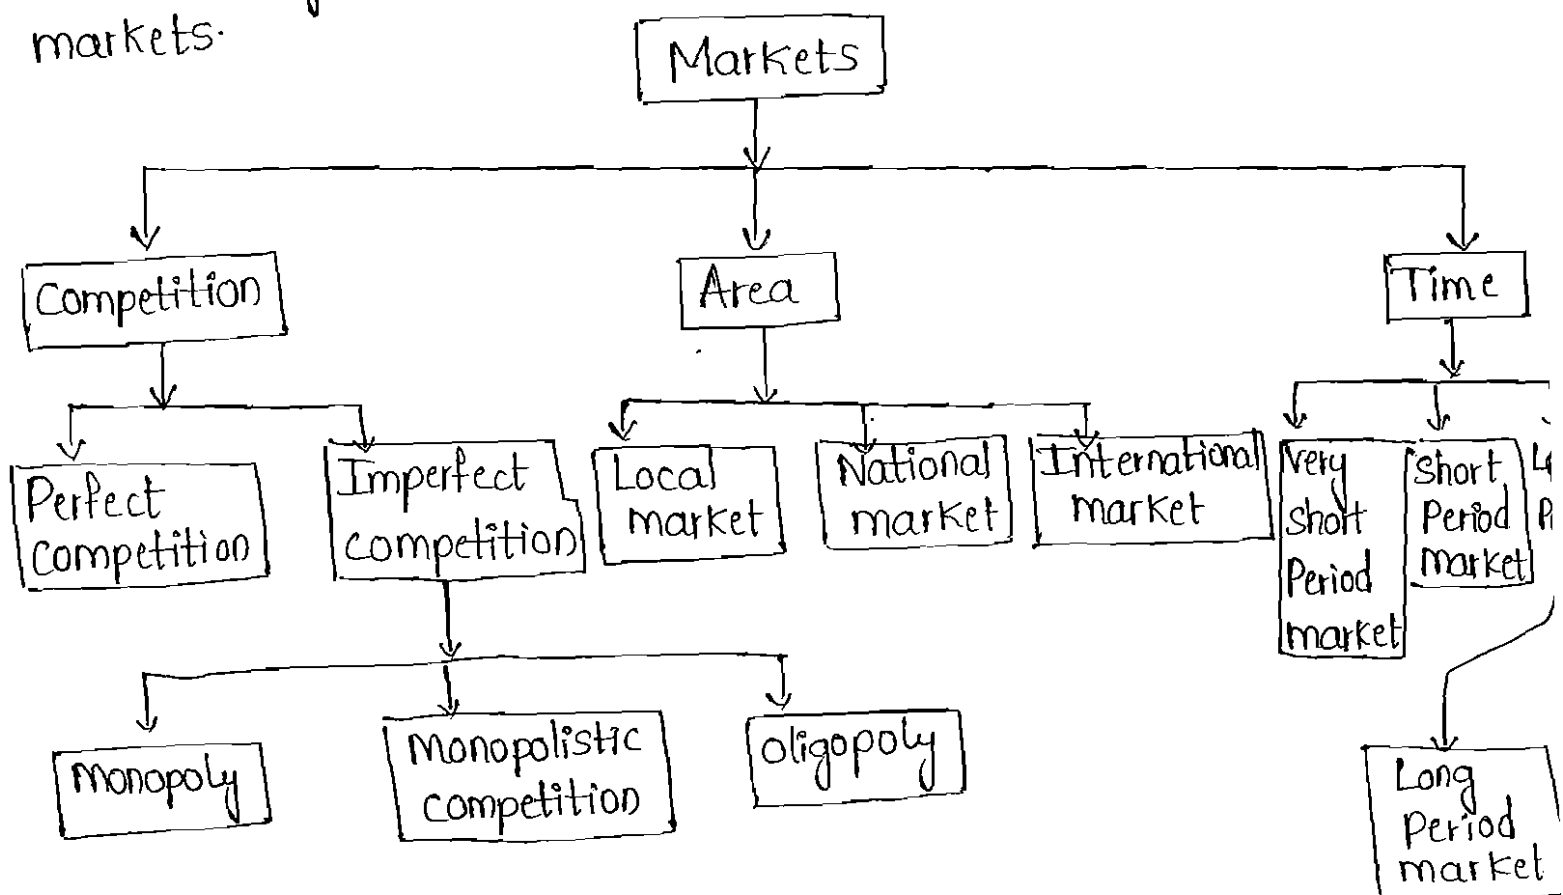 markets.
Markets
Competition
Area
Time
Perfect
competition
Imperfect
competition
Local
market
National
market
International
market
Very
short
Period
market
Short
Period
market
Monopoly
Monopolistic
competition
oligopoly
Long
Period
market